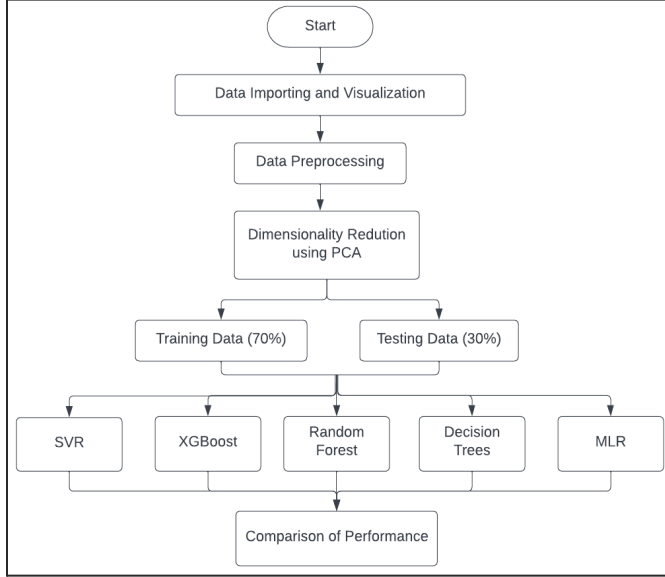 Start
Data Importing and Visualization
Data Preprocessing
Dimensionality Redution
using PCA
Training Data (70%)
Testing Data (30%)
SVR
XGBoost
Random
Forest
Decision
Trees
MLR
Comparison of Performance